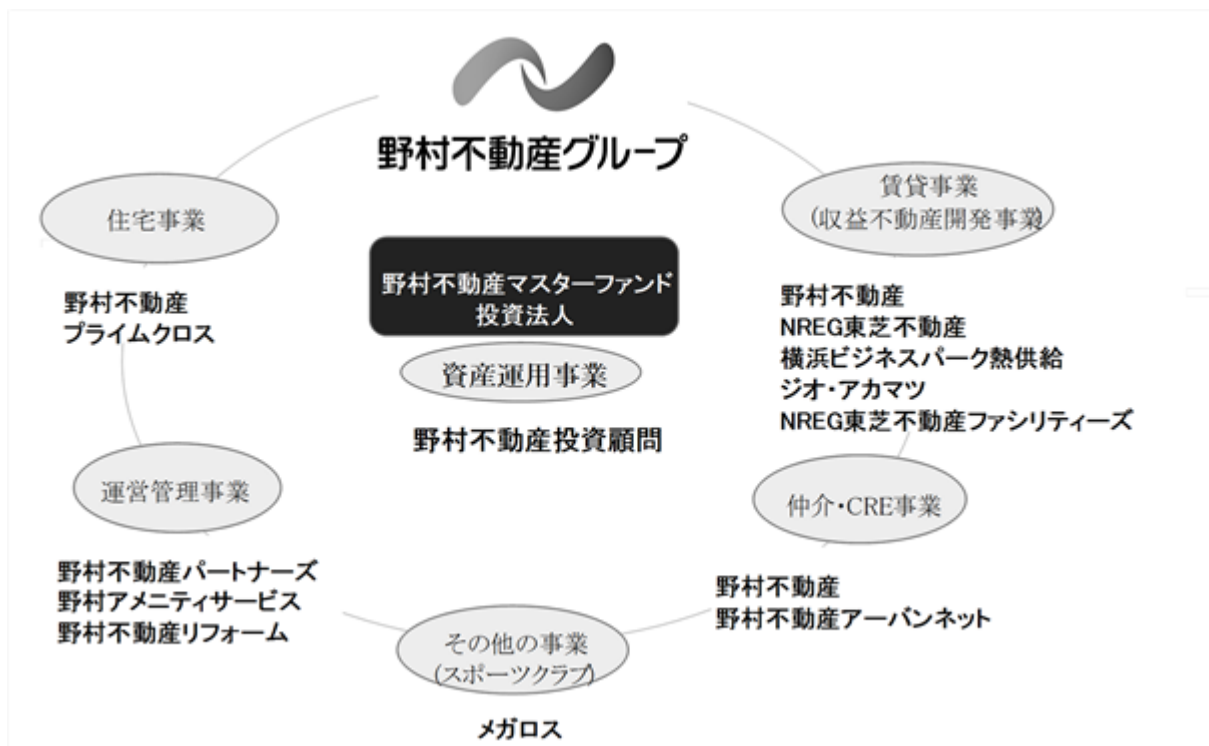 野村不動産グループ
住宅事業
野村不動産
プライムクロス
賃貸事業
(収益不動産開発事業)
野村不動産
NREG東芝不動産
横浜ビジネスパーク熱供給
ジオ・アカマツ
NREG東芝不動産ファシリティーズ
野村不動産マスターファンド
投資法人
資産運用事業
野村不動産投資顧問
運営管理事業
野村不動産パートナーズ
野村アメニティサービス
野村不動産リフォーム
仲介・CRE事業
野村不動産
野村不動産アーバンネット
その他の事業
(スポーツクラブ)
メガロス